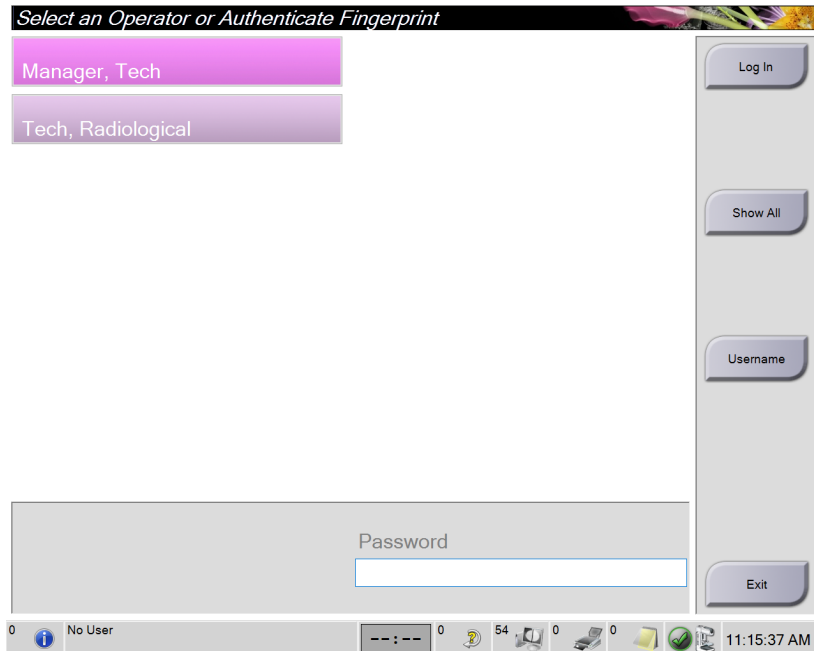 Select an Operator or Authenticate Fingerprint
Manager, Tech
Log In
Tech, Radiological
Show All
Username
Password
Exit
0 No User --:-- 0 54 0 0 11:15:37 AM